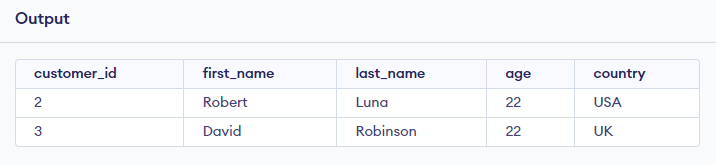 Output
customer_id first_name last_name age country
2 Robert Luna 22 USA
3 David Robinson 22 UK